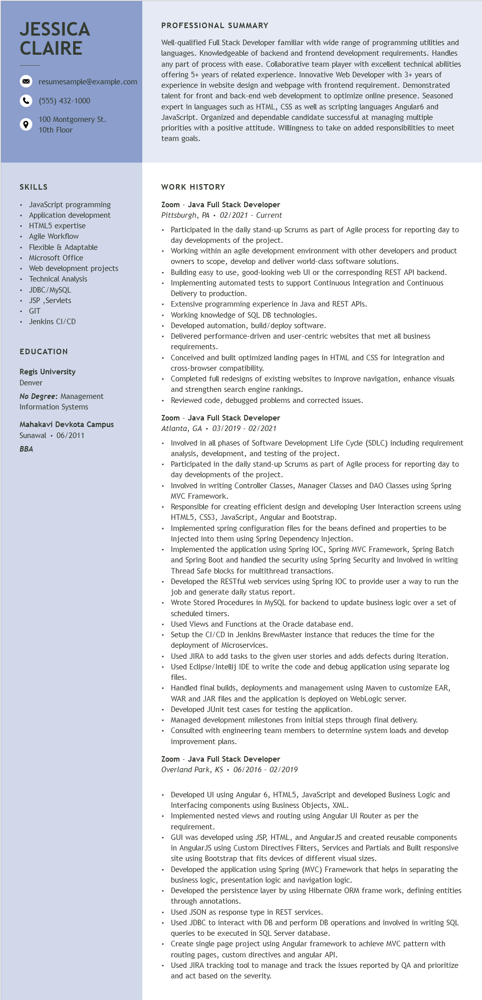 JESSICA
CLAIRE
resumesample@example.com
(555) 432-1000
100 Montgomery St.
10th Floor
PROFESSIONAL SUMMARY
Well-qualified Full Stack Developer familiar with wide range of programming utilities and
languages. Knowledgeable of backend and frontend development requirements. Handles
any part of process with ease. Collaborative team player with excellent technical abilities
offering 5+ years of related experience. Innovative Web Developer with 3+ years of
experience in website design and webpage with frontend requirement. Demonstrated
talent for front and back-end web development to optimize online presence. Seasoned
expert in languages such as HTML, CSS as well as scripting languages Angular6 and
JavaScript. Organized and dependable candidate successful at managing multiple
priorities with a positive attitude. Willingness to take on added responsibilities to meet
team goals.
SKILLS
• JavaScript programming
• Application development
• HTML5 expertise
• Agile Workflow
• Flexible & Adaptable
• Microsoft Office
• Web development projects
• Technical Analysis
• JDBC/MySQL
• JSP ,Servlets
• GIT
• Jenkins CI/CD
EDUCATION
Regis University
Denver
No Degree: Management
Information Systems
Mahakavi Devkota Campus
Sunawal • 06/2011
BBA
WORK HISTORY
Zoom - Java Full Stack Developer
Pittsburgh, PA • 02/2021 - Current
• Participated in the daily stand-up Scrums as part of Agile process for reporting day to
day developments of the project.
• Working within an agile development environment with other developers and product
owners to scope, develop and deliver world-class software solutions.
• Building easy to use, good-looking web UI or the corresponding REST API backend.
• Implementing automated tests to support Continuous Integration and Continuous
Delivery to production.
• Extensive programming experience in Java and REST APIs.
• Working knowledge of SQL DB technologies.
• Developed automation, build/deploy software.
• Delivered performance-driven and user-centric websites that met all business
requirements.
• Conceived and built optimized landing pages in HTML and CSS for integration and
cross-browser compatibility.
• Completed full redesigns of existing websites to improve navigation, enhance visuals
and strengthen search engine rankings.
• Reviewed code, debugged problems and corrected issues.
Zoom - Java Full Stack Developer
Atlanta, GA • 03/2019 - 02/2021
• Involved in all phases of Software Development Life Cycle (SDLC) including requirement
analysis, development, and testing of the project.
• Participated in the daily stand-up Scrums as part of Agile process for reporting day to
day developments of the project.
• Involved in writing Controller Classes, Manager Classes and DAO Classes using Spring
MVC Framework.
• Responsible for creating efficient design and developing User Interaction screens using
HTML5, CSS3, JavaScript, Angular and Bootstrap.
• Implemented spring configuration files for the beans defined and properties to be
injected into them using Spring Dependency Injection.
• Implemented the application using Spring IOC, Spring MVC Framework, Spring Batch
and Spring Boot and handled the security using Spring Security and Involved in writing
Thread Safe blocks for multithread transactions.
• Developed the RESTful web services using Spring IOC to provide user a way to run the
job and generate daily status report.
• Wrote Stored Procedures in MySQL for backend to update business logic over a set of
scheduled timers.
• Used Views and Functions at the Oracle database end.
• Setup the CI/CD in Jenkins BrewMaster instance that reduces the time for the
deployment of Microservices.
• Used JIRA to add tasks to the given user stories and adds defects during Iteration.
• Used Eclipse/Intellij IDE to write the code and debug application using separate log
files.
• Handled final builds, deployments and management using Maven to customize EAR,
WAR and JAR files and the application is deployed on WebLogic server.
• Developed JUnit test cases for testing the application.
• Managed development milestones from initial steps through final delivery.
• Consulted with engineering team members to determine system loads and develop
improvement plans.
Zoom - Java Full Stack Developer
Overland Park, KS • 06/2016 - 02/2019
• Developed UI using Angular 6, HTML5, JavaScript and developed Business Logic and
Interfacing components using Business Objects, XML.
• Implemented nested views and routing using Angular UI Router as per the
requirement.
• GUI was developed using JSP, HTML, and AngularJS and created reusable components
in AngularJS using Custom Directives Filters, Services and Partials and Built responsive
site using Bootstrap that fits devices of different visual sizes.
• Developed the application using Spring (MVC) Framework that helps in separating the
business logic, presentation logic and navigation logic.
• Developed the persistence layer by using Hibernate ORM frame work, defining entities
through annotations.
• Used JSON as response type in REST services.
• Used JDBC to interact with DB and perform DB operations and involved in writing SQL
queries to be executed in SQL Server database.
• Create single page project using Angular framework to achieve MVC pattern with
routing pages, custom directives and angular API.
• Used JIRA tracking tool to manage and track the issues reported by QA and prioritize
and act based on the severity.